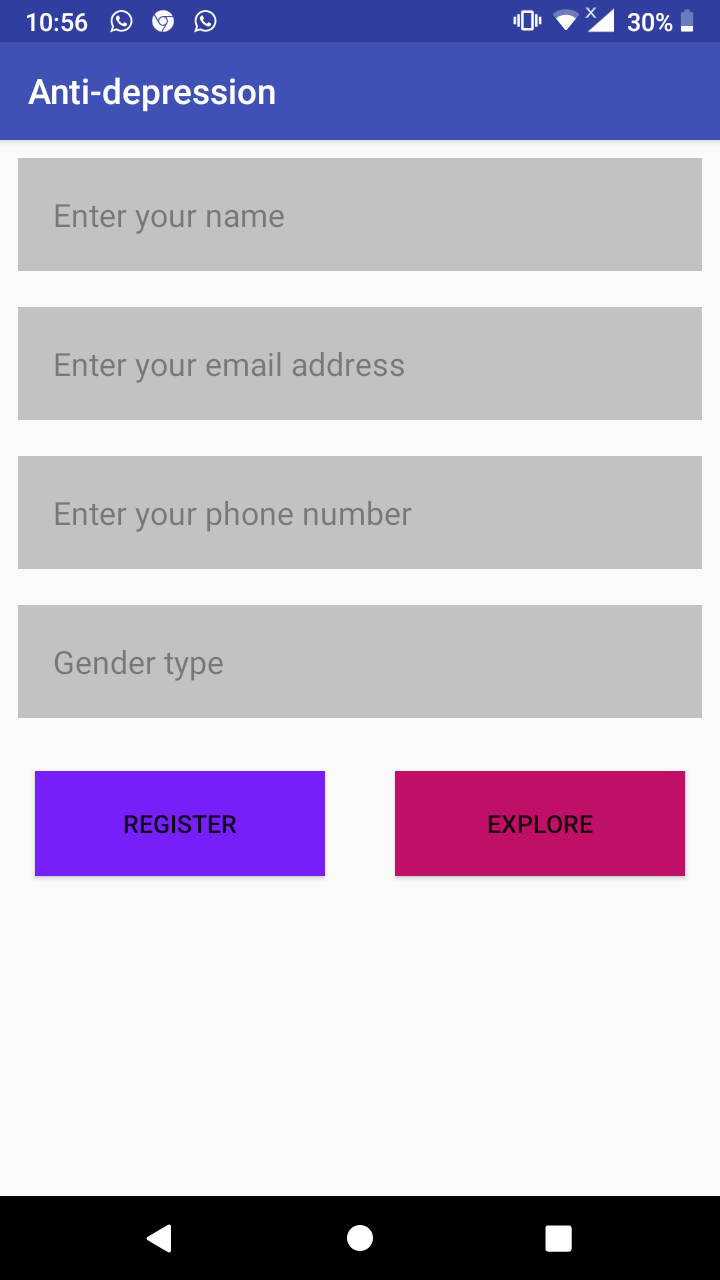 10:56 30%
Anti-depression
Enter your name
Enter your email address
Enter your phone number
Gender type
REGISTER EXPLORE